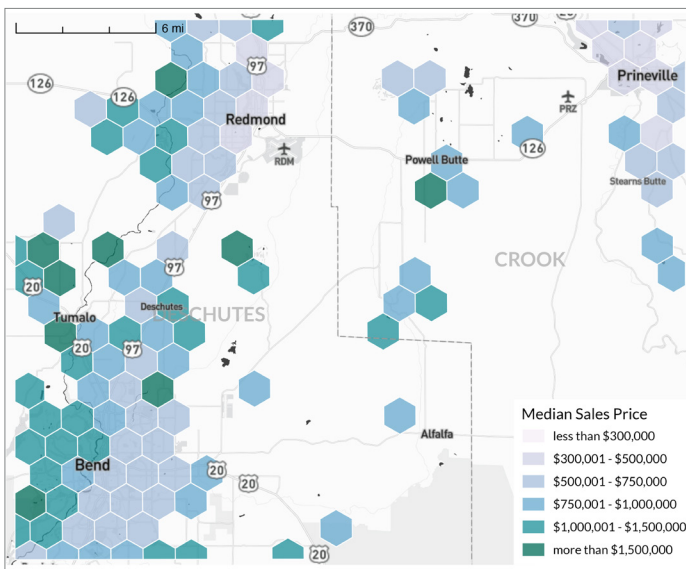 6 mi
370
370
97
126
126
Prineville
PRZ
Redmond
RDM
126
Powell Butte
Stearns Butte
97
97
CROOK
20
Deschutes
Tumalo
20
97
Alfalfa
Bend
20
20
20
Median Sales Price
less than $300,000
$300,001 - $500,000
$500,001 - $750,000
$750,001 - $1,000,000
$1,000,001 - $1,500,000
more than $1,500,000